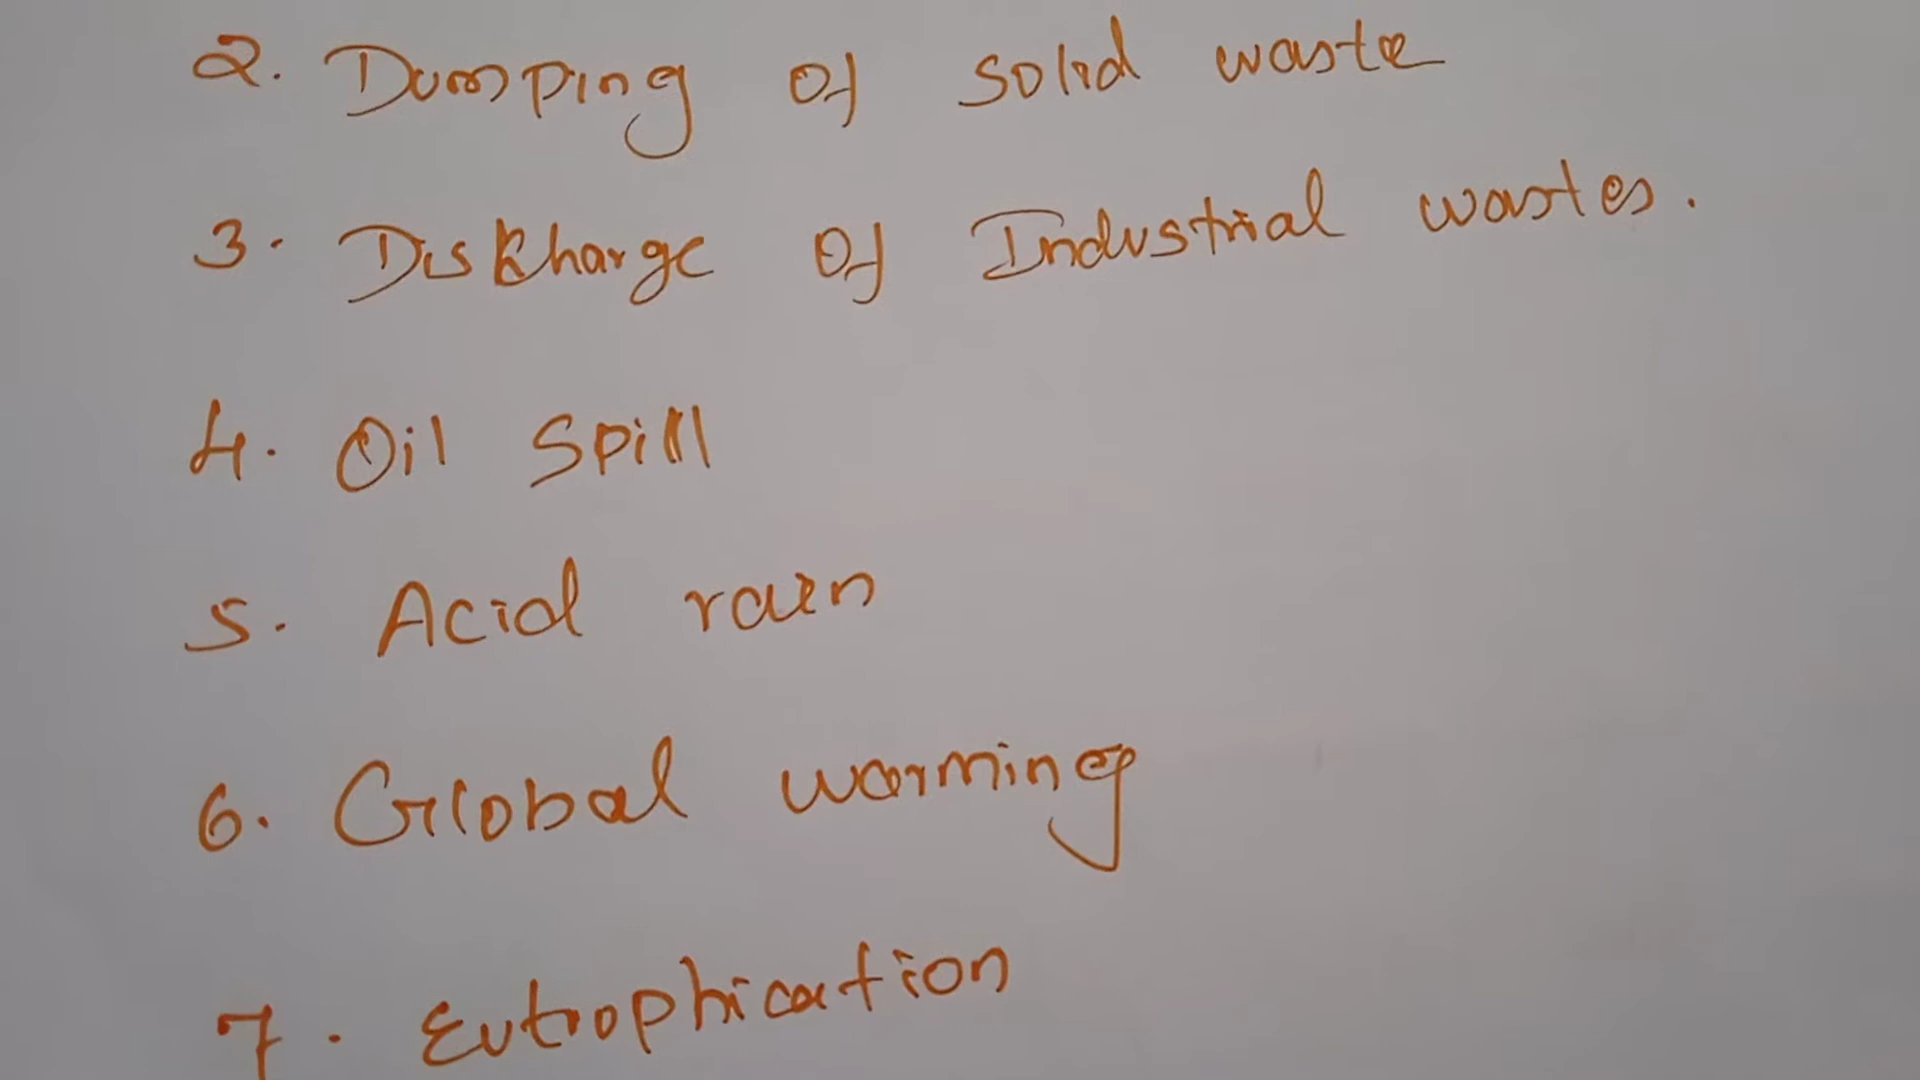 2. Dumping of solid waste
3. Discharge of Industrial wastes.
4. Oil spill
5. Acid rain
6. Global warming
7. Eutrophication